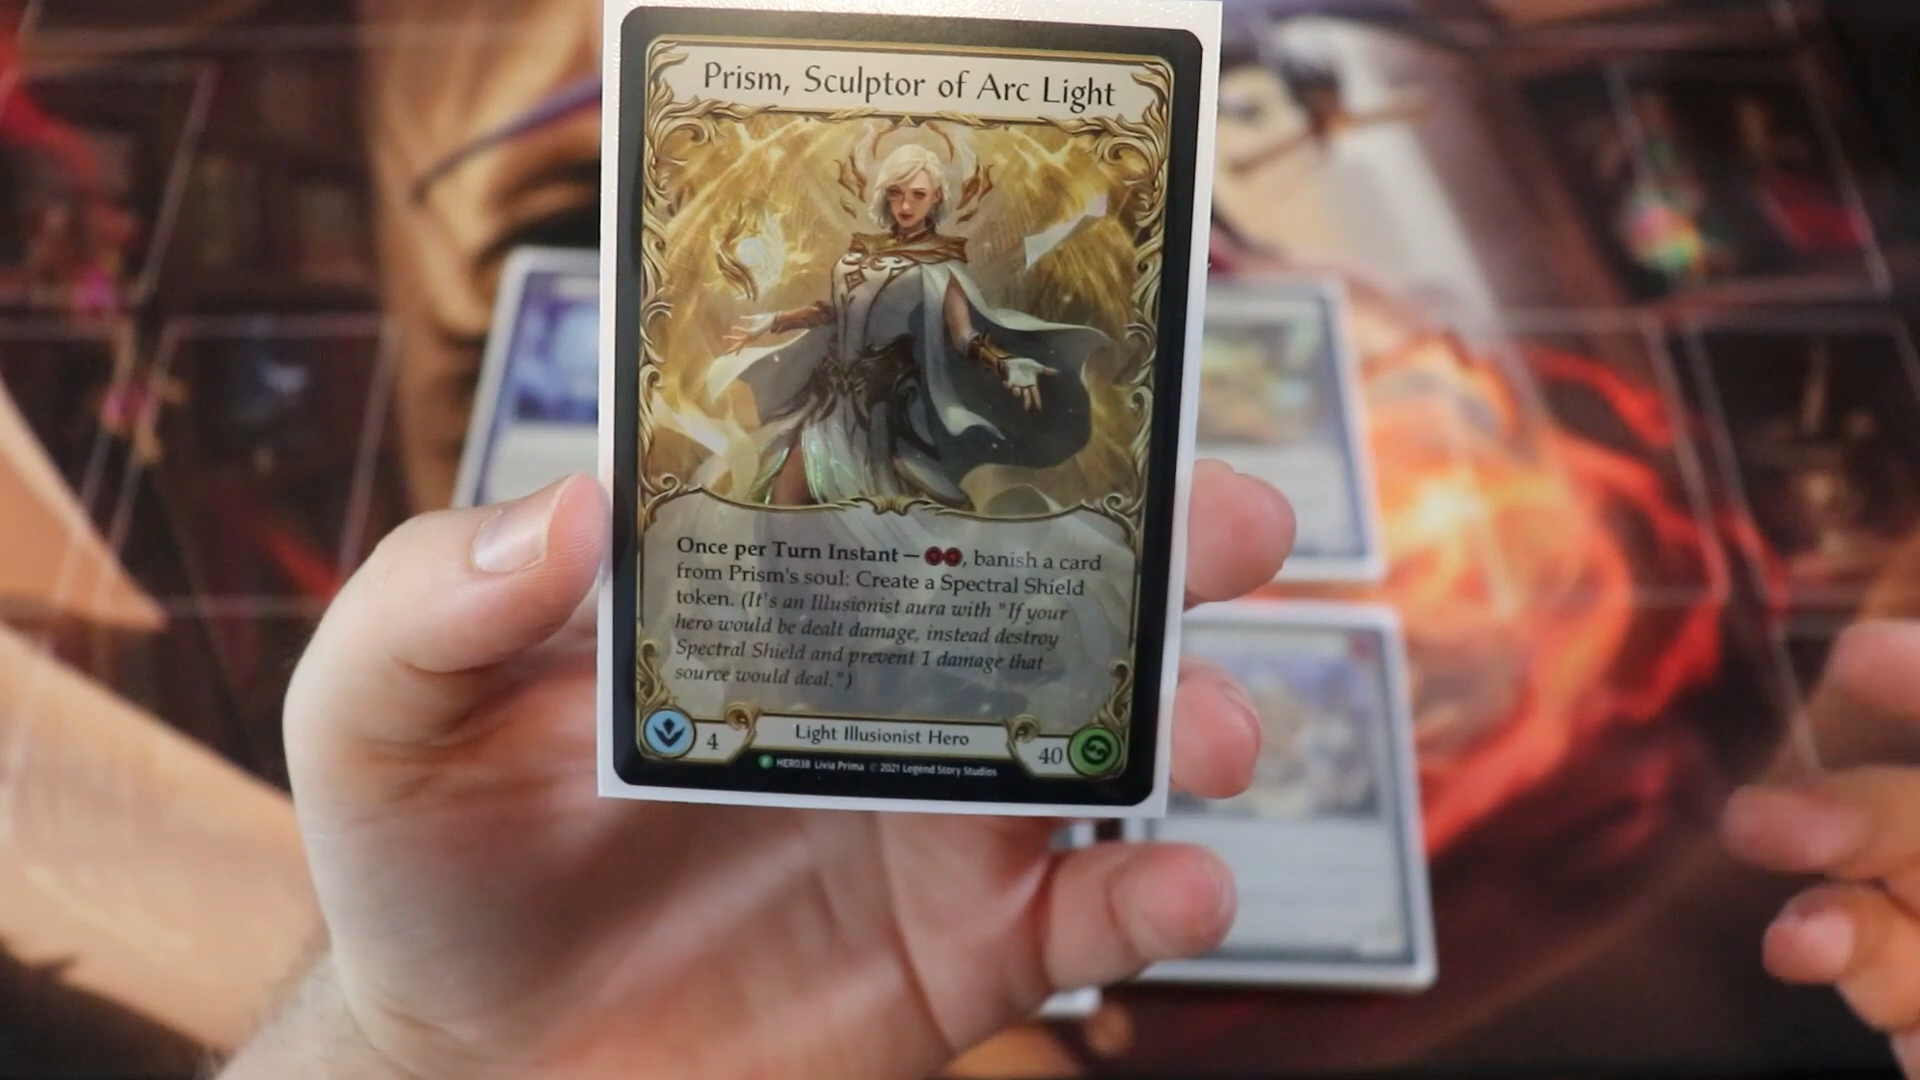 Prism, Sculptor of Arc Light
Once per Turn Instant — , banish a card
from Prism's soul: Create a Spectral Shield
token. (It's an Illusionist aura with "If your
hero would be dealt damage, instead destroy
Spectral Shield and prevent 1 damage that
source would deal.")
4
Light Illusionist Hero
40
P HER038 Livia Prima © 2021 Legend Story Studios